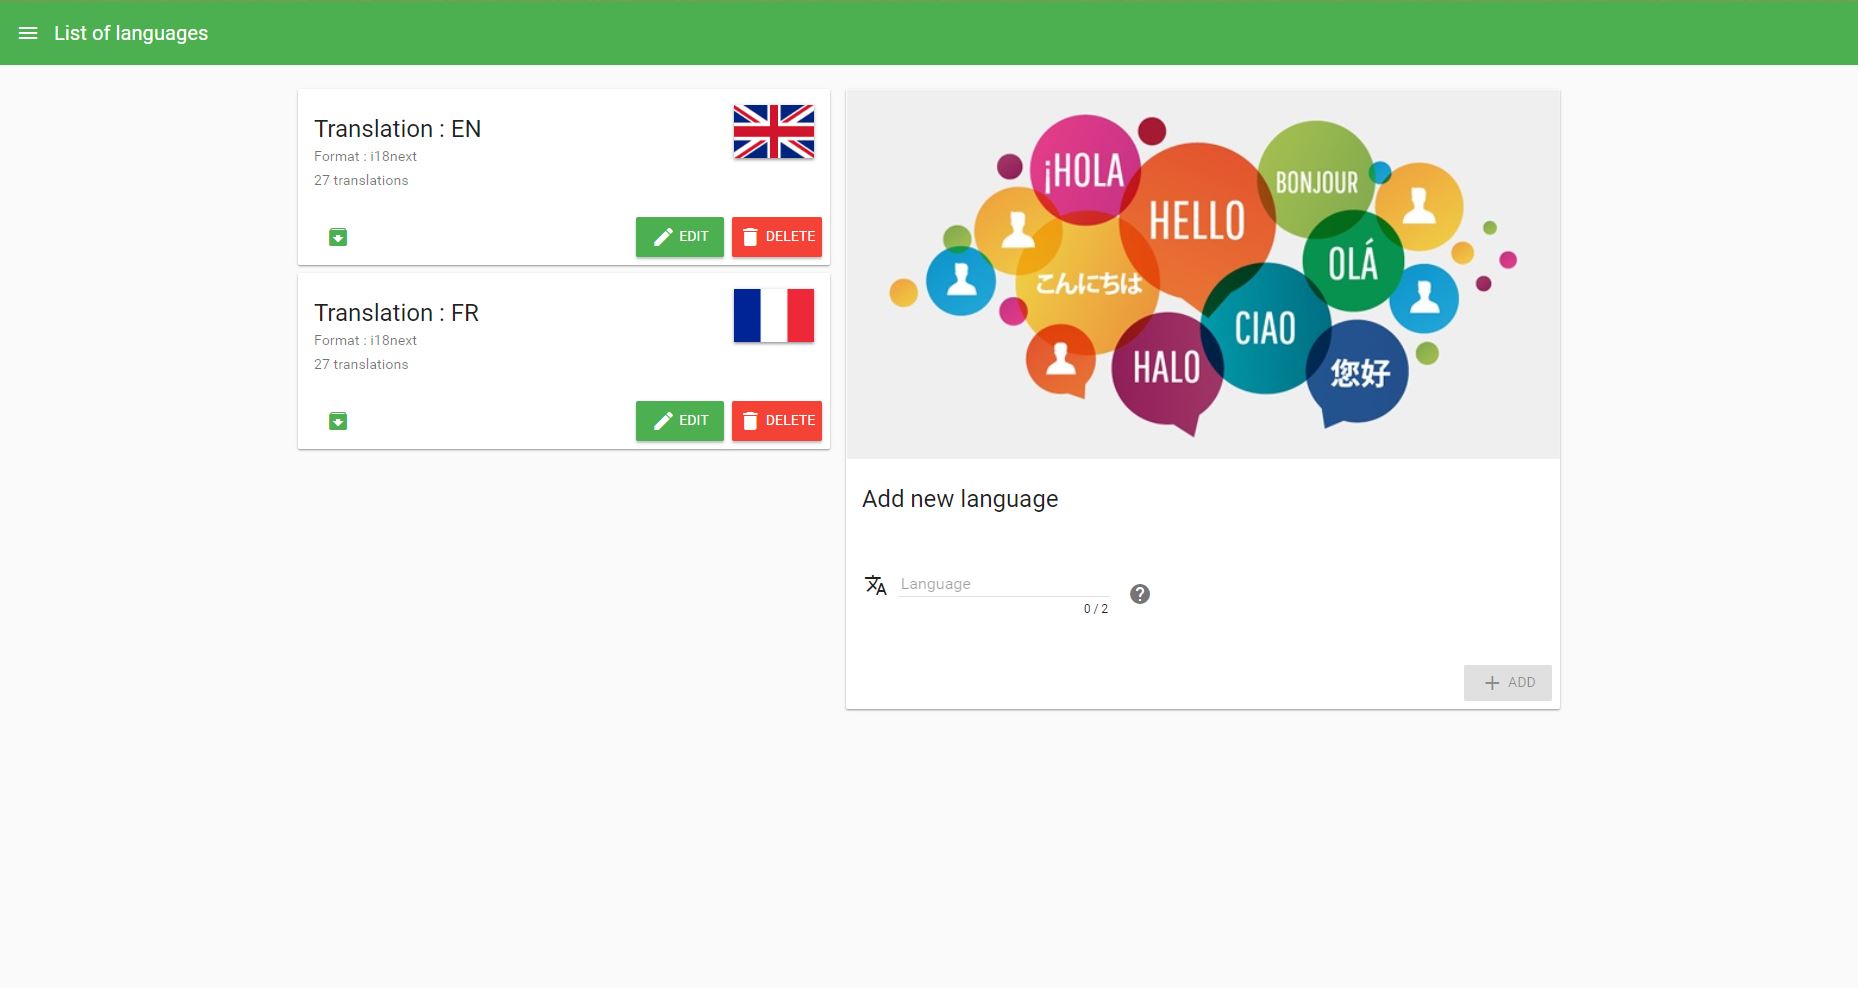 List of languages
Translation : EN
Format : i18next
27 translations
EDIT
DELETE
Translation : FR
Format : i18next
27 translations
EDIT
DELETE
¡HOLA
HELLO
BONJOUR
OLÁ
こんにちは
CIAO
HALO
您好
Add new language
Language
0 / 2
ADD